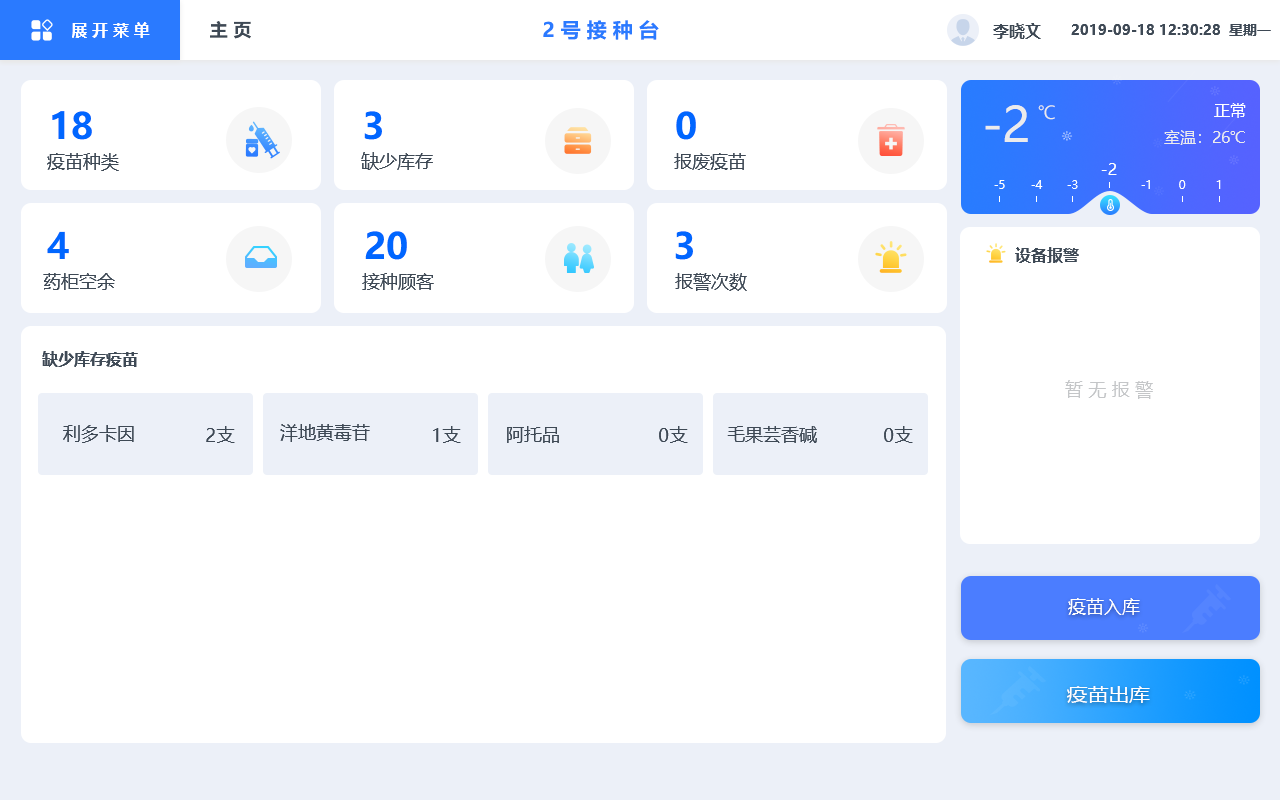 展开菜单
主页
2号接种台
李晓文
2019-09-18 12:30:28 星期一
18
疫苗种类
3
缺少库存
0
报废疫苗
4
药柜空余
20
接种顾客
3
报警次数
-2 ℃
正常
室温：26℃
-5 -4 -3 -2 -1 0 1
设备报警
暂无报警
缺少库存疫苗
利多卡因 2支
洋地黄毒苷 1支
阿托品 0支
毛果芸香碱 0支
疫苗入库
疫苗出库